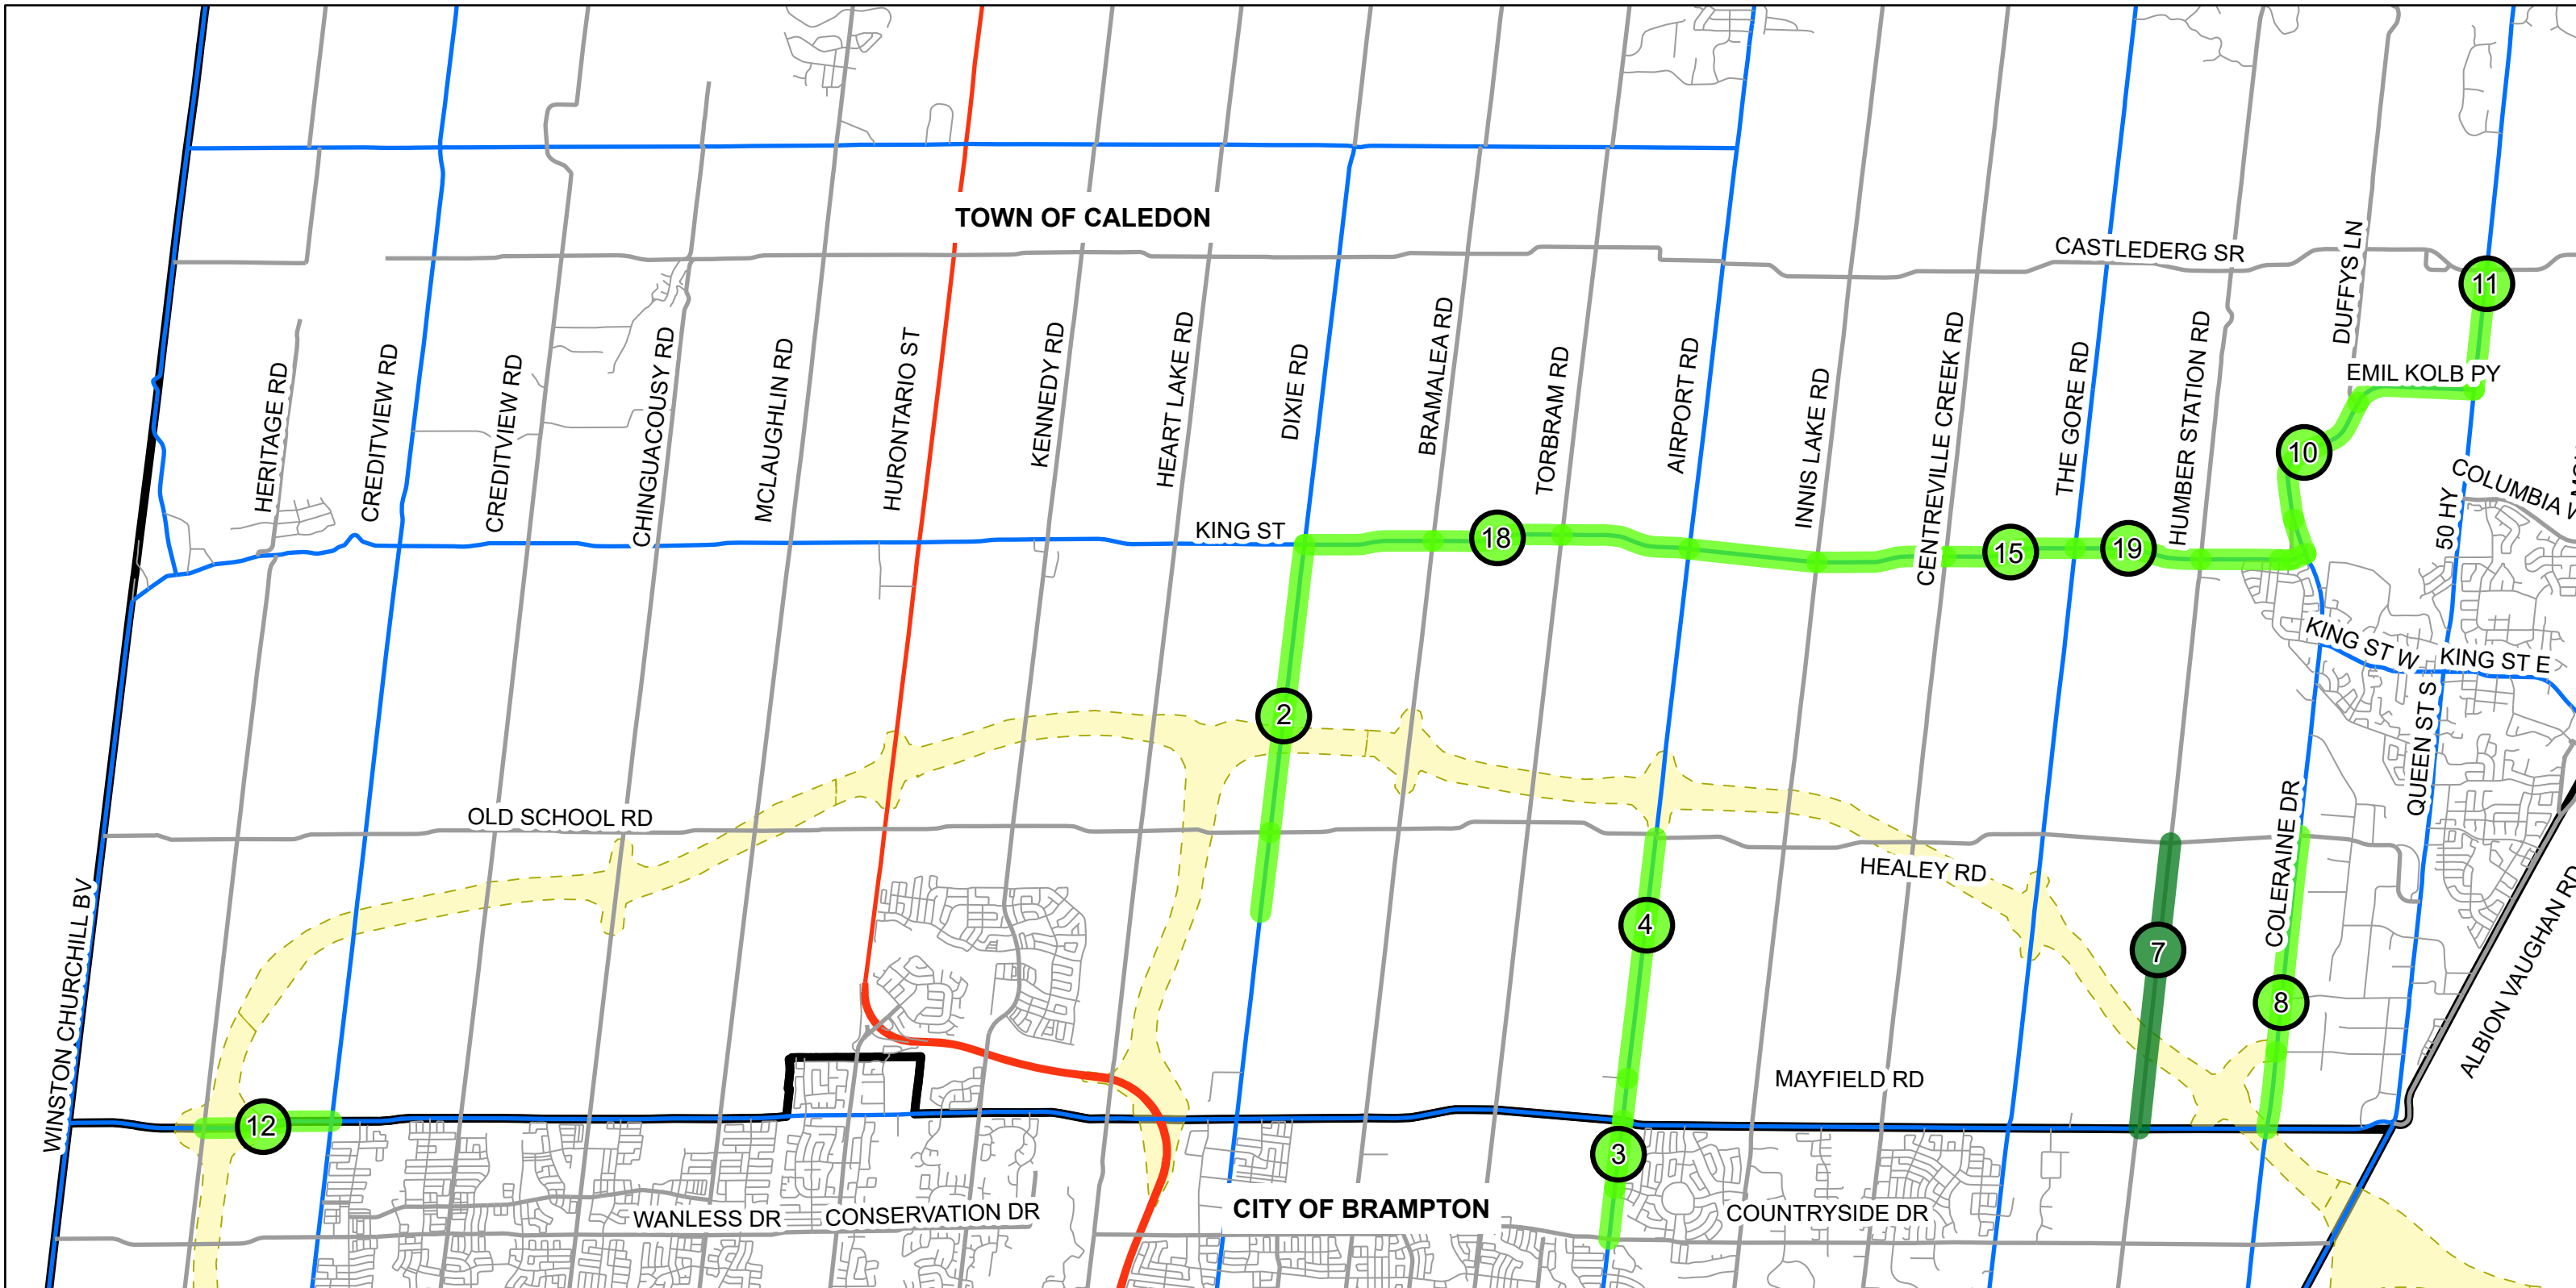 TOWN OF CALEDON
CASTLEDERG SR
DUFFYS LN
11
HERITAGE RD
CREDITVIEW RD
CREDITVIEW RD
CHINGUACOUSY RD
MCLAUGHLIN RD
HURONTARIO ST
KENNEDY RD
HEART LAKE RD
DIXIE RD
BRAMALEA RD
TORBRAM RD
AIRPORT RD
INNIS LAKE RD
CENTREVILLE CREEK RD
THE GORE RD
HUMBER STATION RD
EMIL KOLB PY
10
COLUMBIA W
50 HY
KING ST
18
15
19
KING ST W
KING ST E
QUEEN ST S
2
OLD SCHOOL RD
HEALEY RD
COLERAINE DR
4
7
8
WINSTON CHURCHILL BV
ALBION VAUGHAN RD
MAYFIELD RD
12
3
CITY OF BRAMPTON
WANLESS DR
CONSERVATION DR
COUNTRYSIDE DR